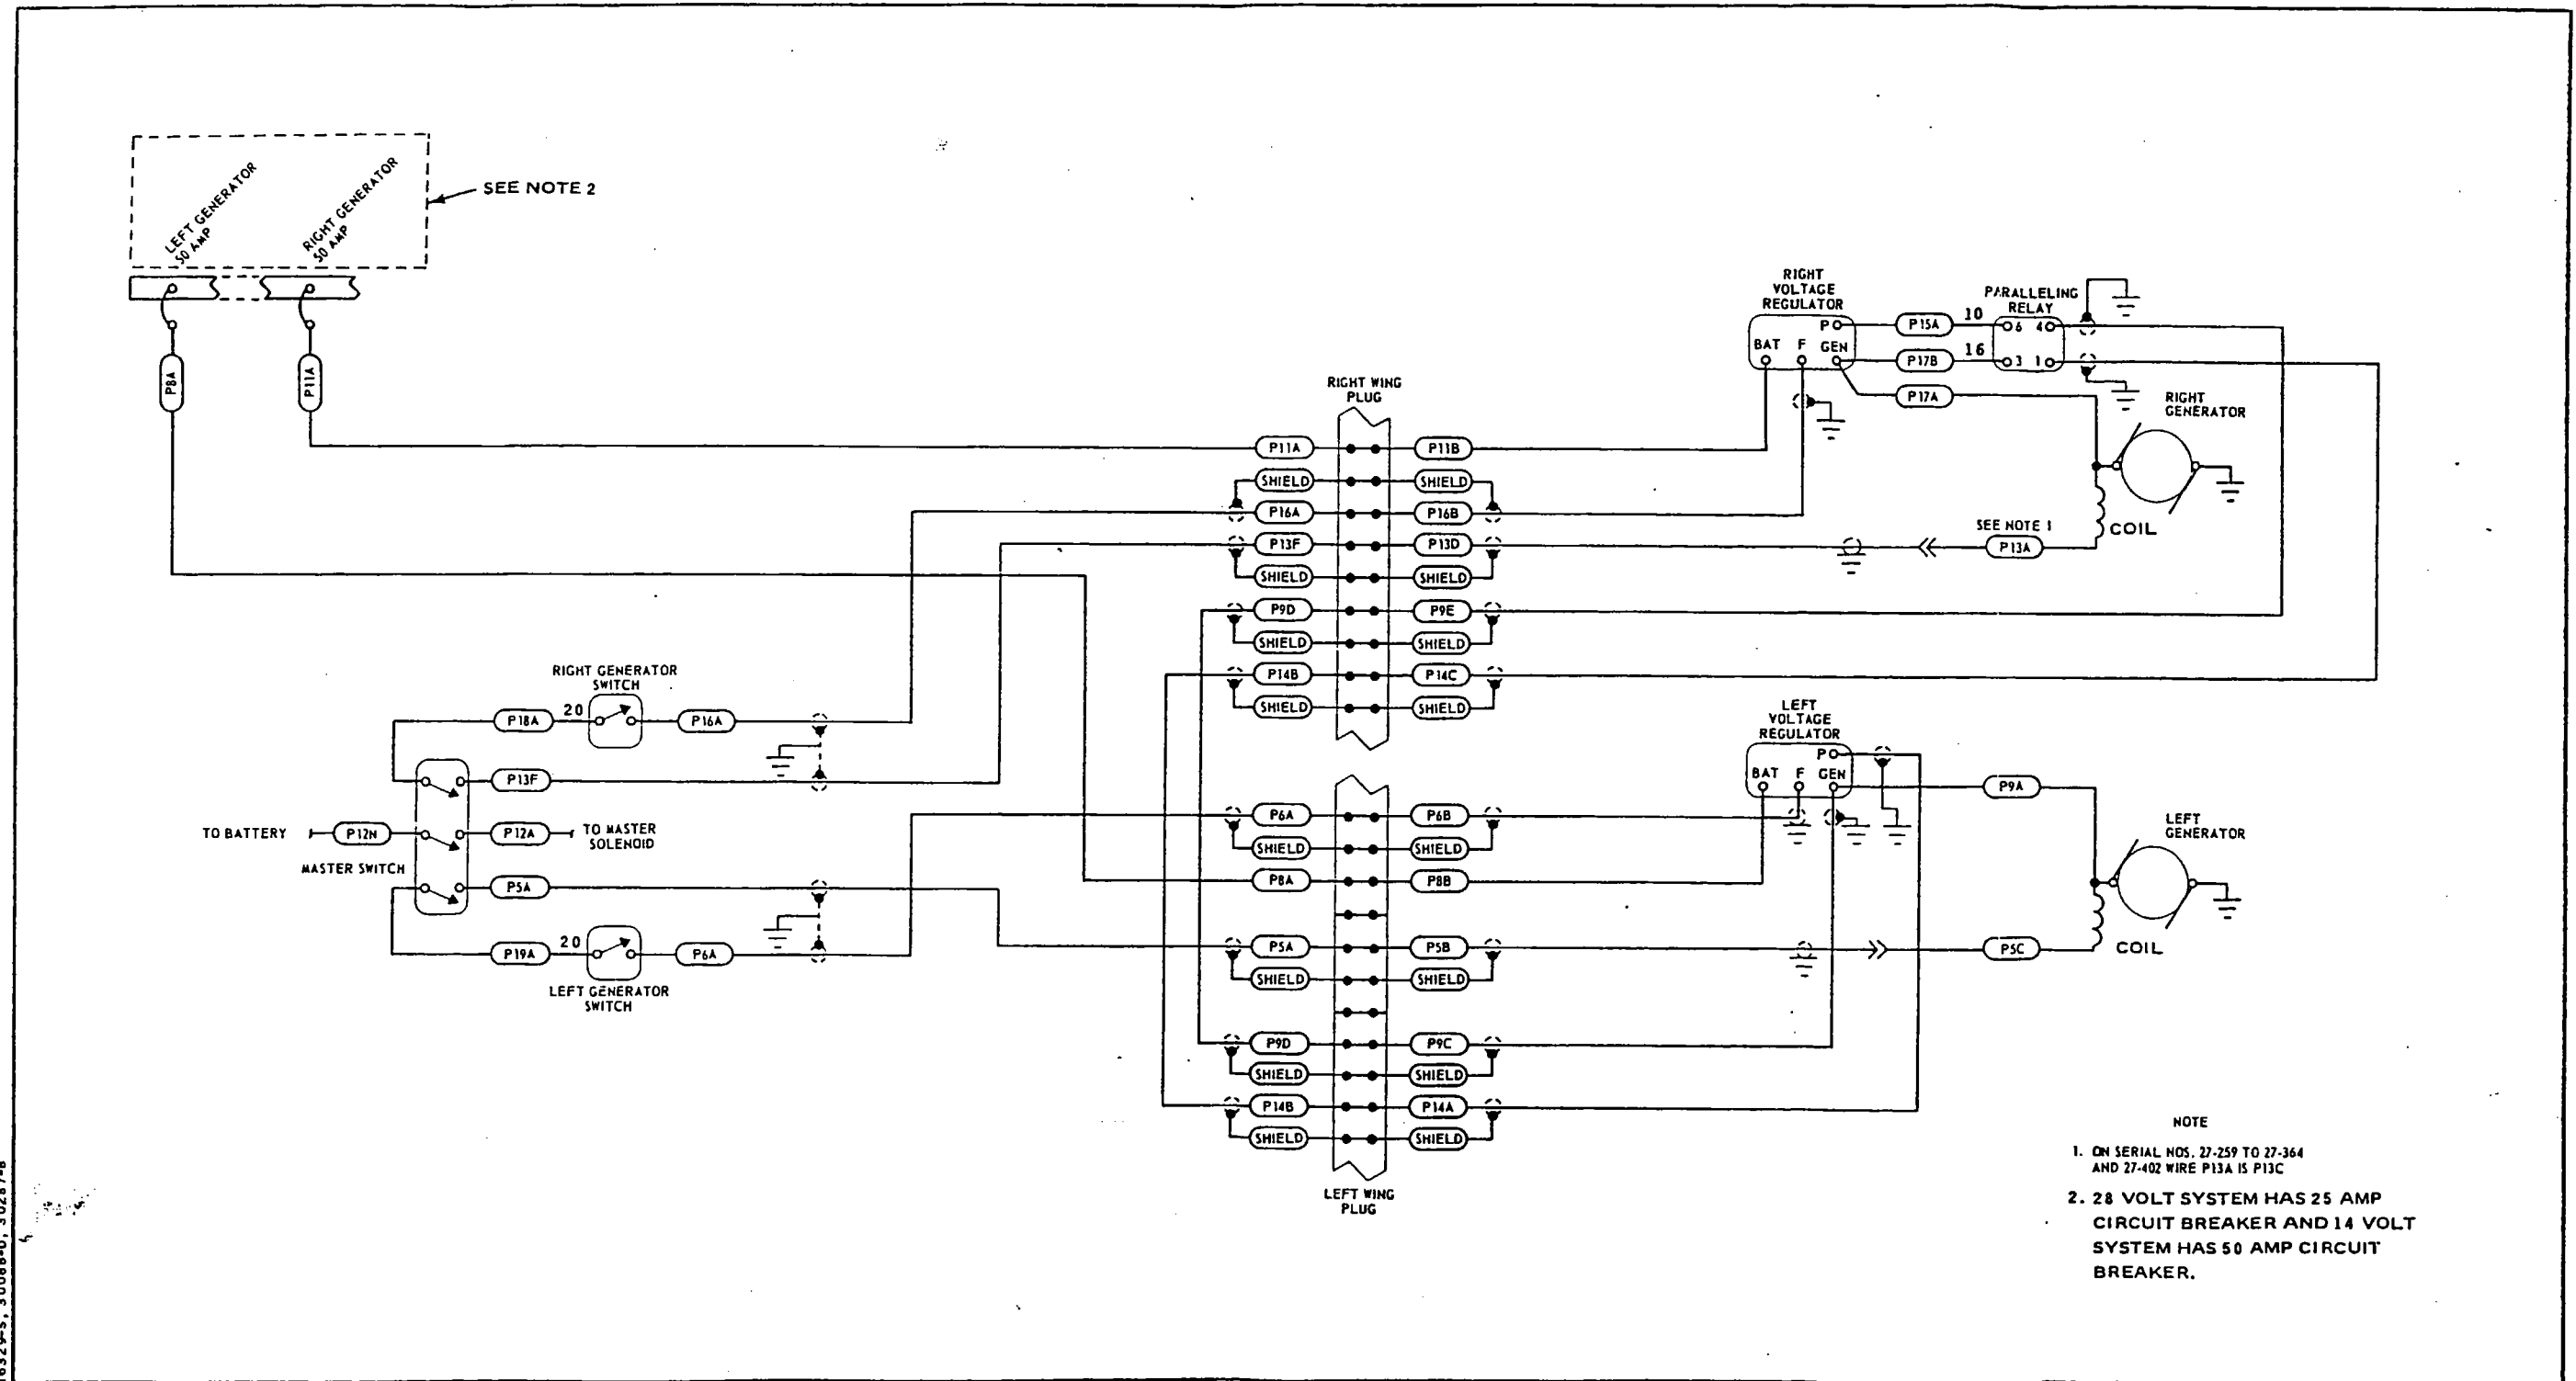 LEFT GENERATOR
50 AMP
RIGHT GENERATOR
50 AMP
SEE NOTE 2
P8A
P11A
RIGHT
VOLTAGE
REGULATOR
P
BAT F GEN
P15A
10
P17B
16
P17A
PARALLELING
RELAY
6 4
3 1
RIGHT
GENERATOR
COIL
SEE NOTE 1
P13A
RIGHT WING
PLUG
P11A P11B
SHIELD SHIELD
P16A P16B
P13F P13D
SHIELD SHIELD
P9D P9E
SHIELD SHIELD
P14B P14C
SHIELD SHIELD
RIGHT GENERATOR
SWITCH
P18A
20
P16A
P13F
TO BATTERY
P12N
P12A
TO MASTER
SOLENOID
MASTER SWITCH
P5A
P19A
20
P6A
LEFT GENERATOR
SWITCH
LEFT
VOLTAGE
REGULATOR
P
BAT F GEN
P9A
LEFT
GENERATOR
COIL
P5C
P6A P6B
SHIELD SHIELD
P8A P8B
P5A P5B
SHIELD SHIELD
P9D P9C
SHIELD SHIELD
P14B P14A
SHIELD SHIELD
LEFT WING
PLUG
NOTE
1. ON SERIAL NOS. 27-259 TO 27-364
AND 27-402 WIRE P13A IS P13C
2. 28 VOLT SYSTEM HAS 25 AMP
CIRCUIT BREAKER AND 14 VOLT
SYSTEM HAS 50 AMP CIRCUIT
BREAKER.